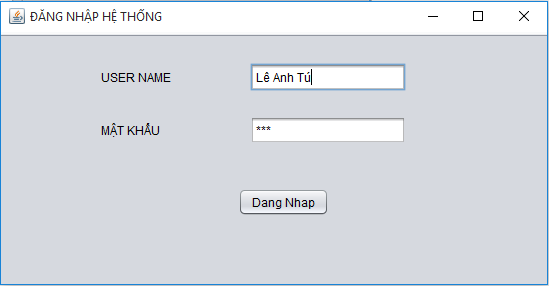 ĐĂNG NHẬP HỆ THỐNG
USER NAME Lê Anh Tú
MẬT KHẨU ***
Dang Nhap